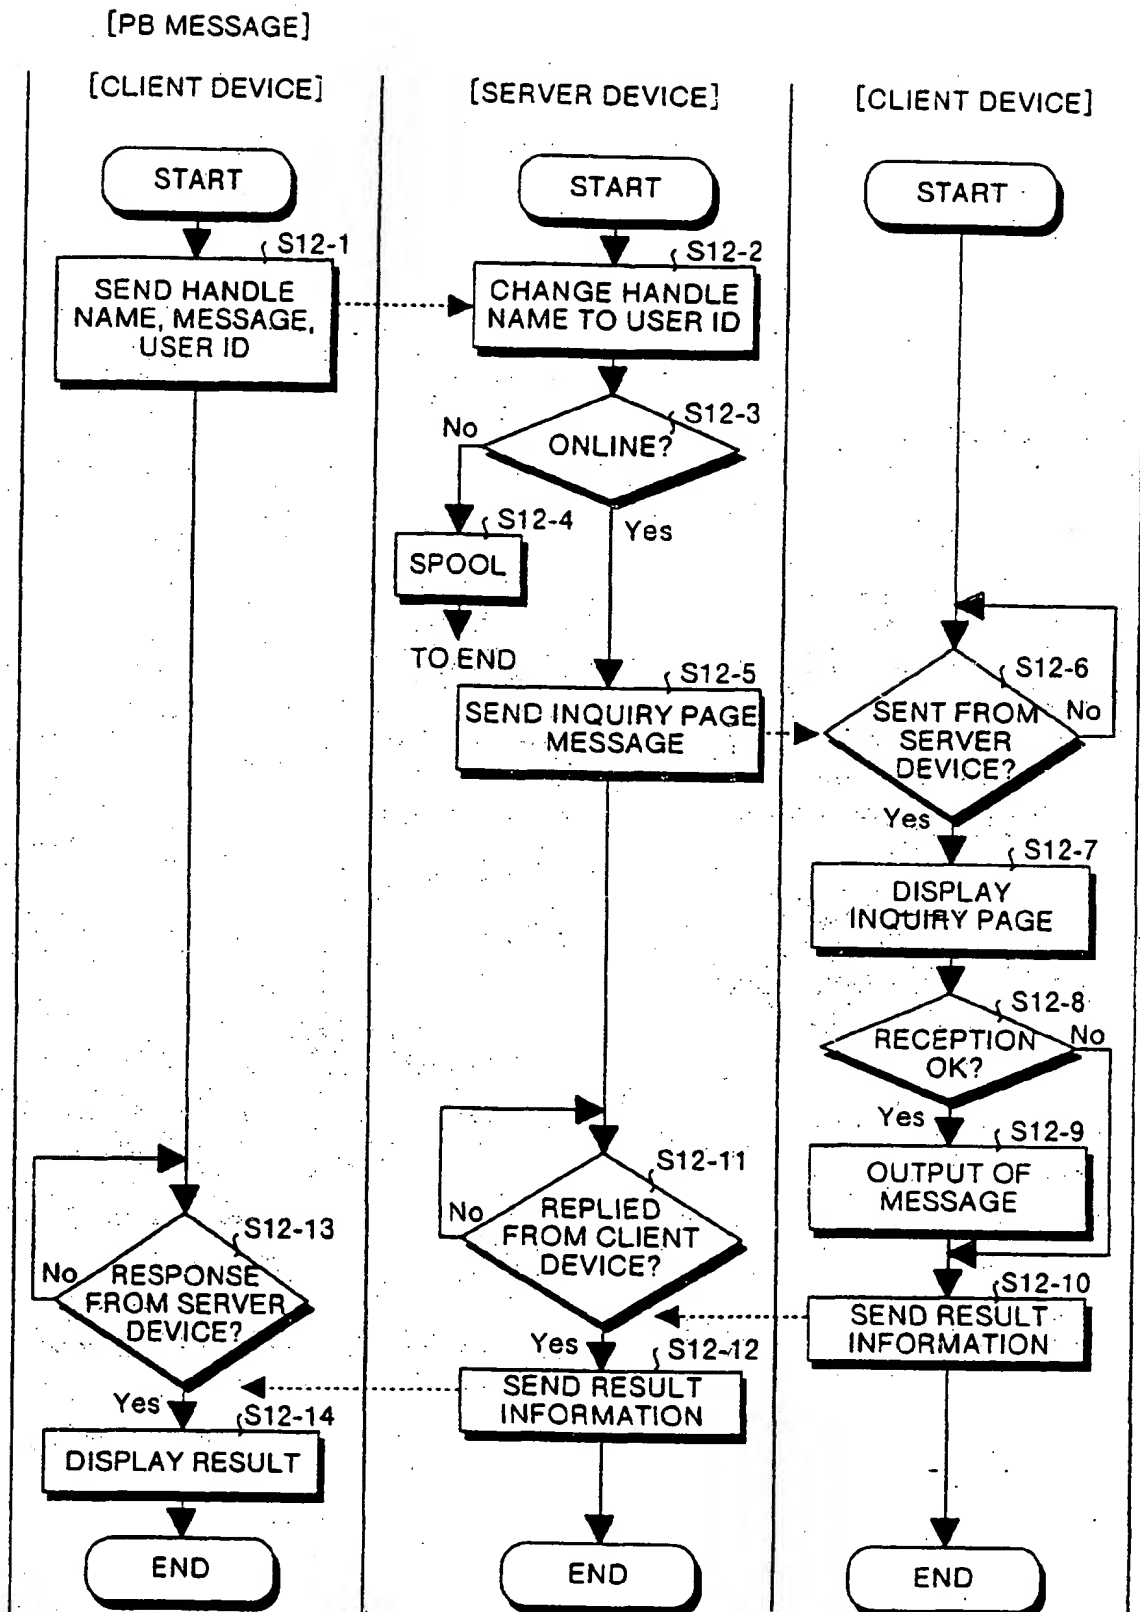 [PB MESSAGE]
[CLIENT DEVICE]
[SERVER DEVICE]
[CLIENT DEVICE]
START
START
START
S12-1
SEND HANDLE
NAME, MESSAGE,
USER ID
S12-2
CHANGE HANDLE
NAME TO USER ID
S12-3
ONLINE?
No
Yes
S12-4
SPOOL
TO END
S12-5
SEND INQUIRY PAGE
MESSAGE
S12-6
SENT FROM
SERVER
DEVICE?
No
Yes
S12-7
DISPLAY
INQUIRY PAGE
S12-8
RECEPTION
OK?
No
Yes
S12-9
OUTPUT OF
MESSAGE
S12-10
SEND RESULT
INFORMATION
S12-11
REPLIED
FROM CLIENT
DEVICE?
No
Yes
S12-12
SEND RESULT
INFORMATION
S12-13
RESPONSE
FROM SERVER
DEVICE?
No
Yes
S12-14
DISPLAY RESULT
END
END
END